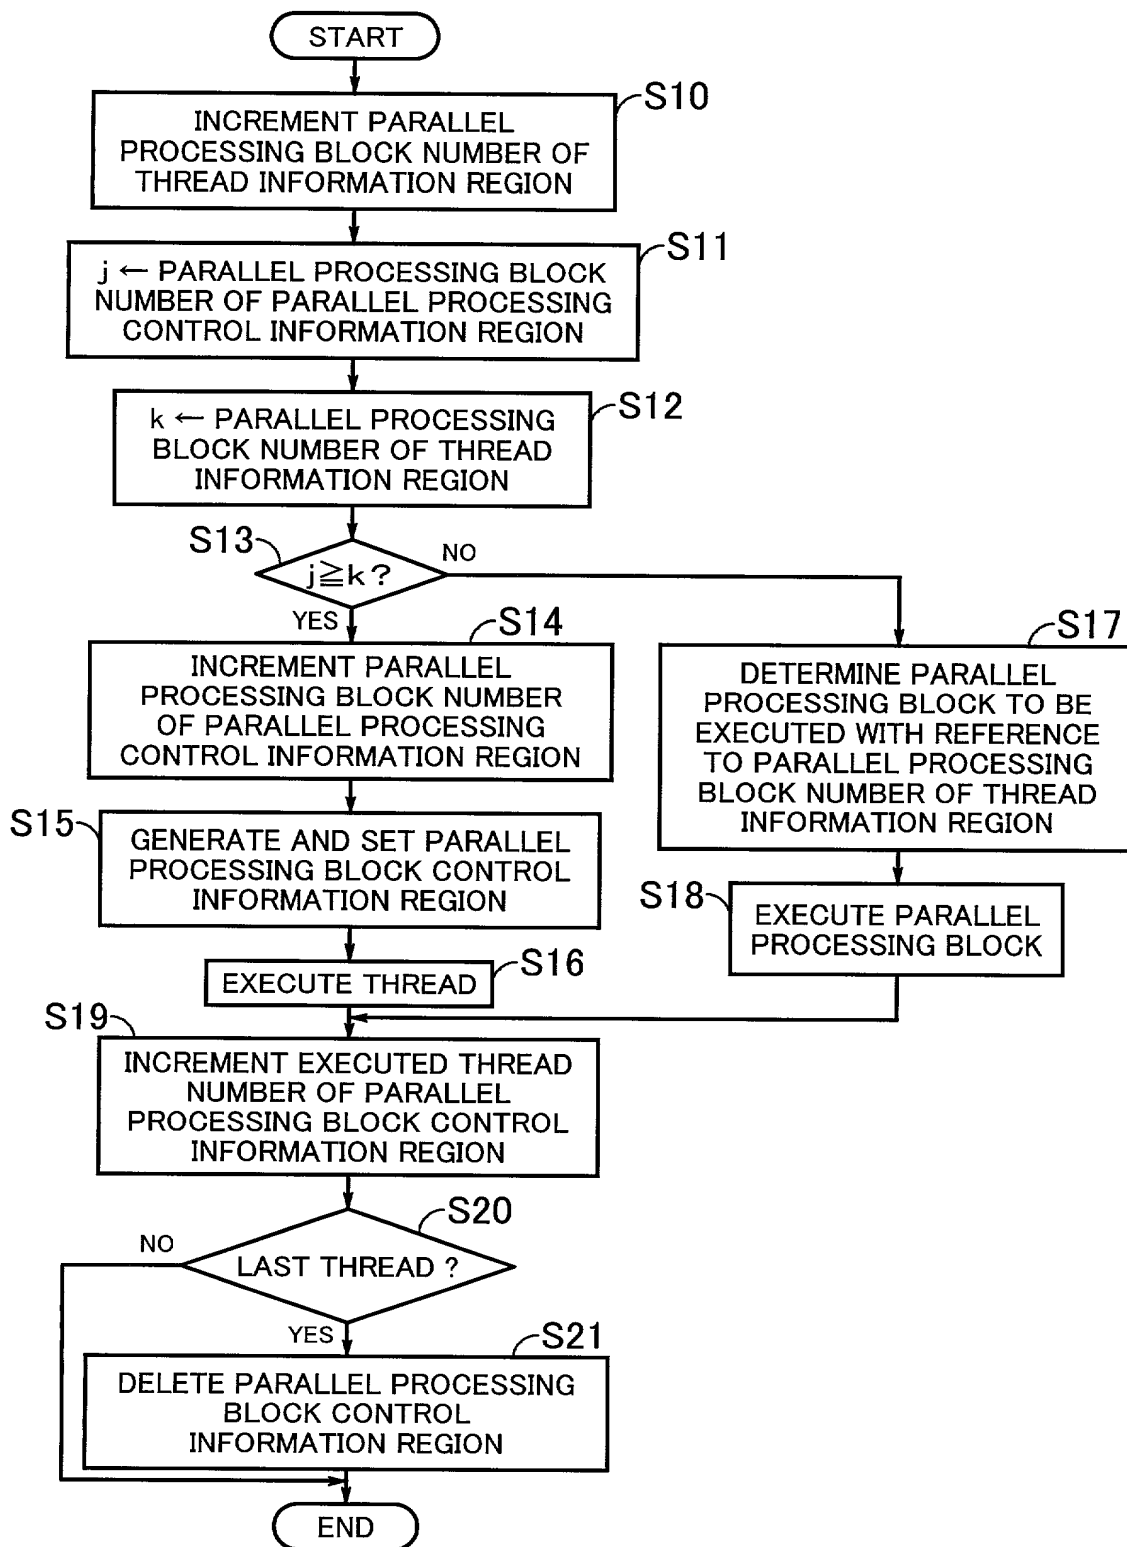 START
S10
INCREMENT PARALLEL
PROCESSING BLOCK NUMBER OF
THREAD INFORMATION REGION
S11
j ← PARALLEL PROCESSING BLOCK
NUMBER OF PARALLEL PROCESSING
CONTROL INFORMATION REGION
S12
k ← PARALLEL PROCESSING
BLOCK NUMBER OF THREAD
INFORMATION REGION
S13
j≧k?
NO
YES
S14
INCREMENT PARALLEL
PROCESSING BLOCK NUMBER
OF PARALLEL PROCESSING
CONTROL INFORMATION REGION
S17
DETERMINE PARALLEL
PROCESSING BLOCK TO BE
EXECUTED WITH REFERENCE
TO PARALLEL PROCESSING
BLOCK NUMBER OF THREAD
INFORMATION REGION
S15
GENERATE AND SET PARALLEL
PROCESSING BLOCK CONTROL
INFORMATION REGION
S18
EXECUTE PARALLEL
PROCESSING BLOCK
S16
EXECUTE THREAD
S19
INCREMENT EXECUTED THREAD
NUMBER OF PARALLEL
PROCESSING BLOCK CONTROL
INFORMATION REGION
S20
NO
LAST THREAD ?
YES
S21
DELETE PARALLEL PROCESSING
BLOCK CONTROL
INFORMATION REGION
END